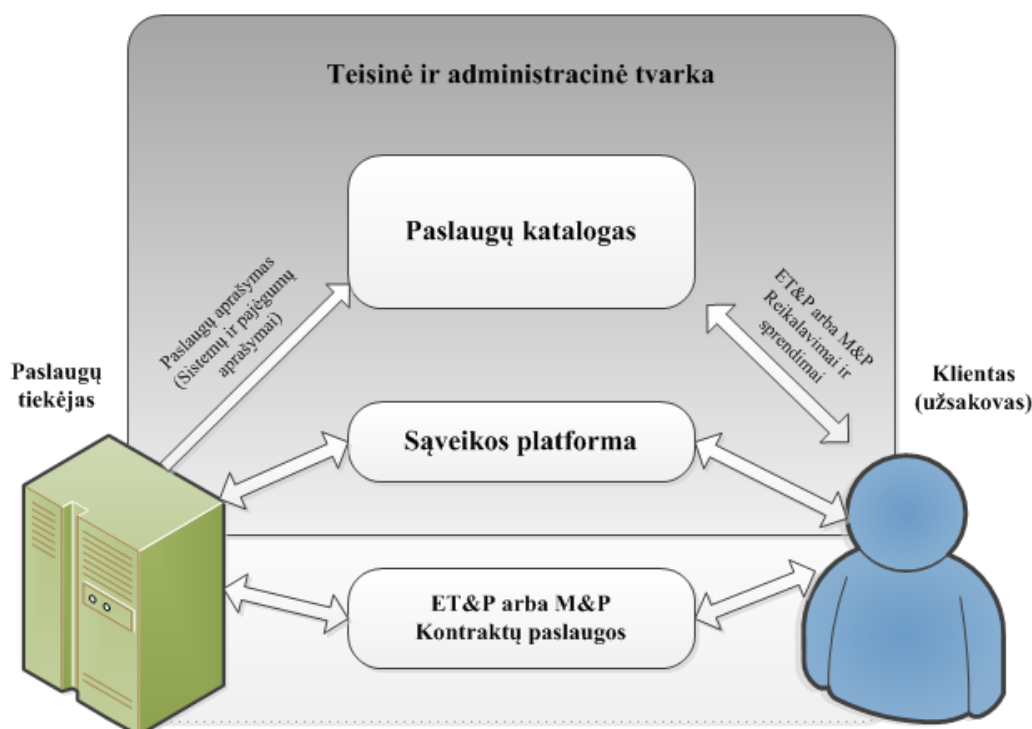 Teisinė ir administracinė tvarka
Paslaugų katalogas
Paslaugų aprašymas
(Sistemų ir pajėgumų
aprašymai)
ET&P arba M&P
Reikalavimai ir
sprendimai
Paslaugų
tiekėjas
Klientas
(užsakovas)
Sąveikos platforma
ET&P arba M&P
Kontraktų paslaugos